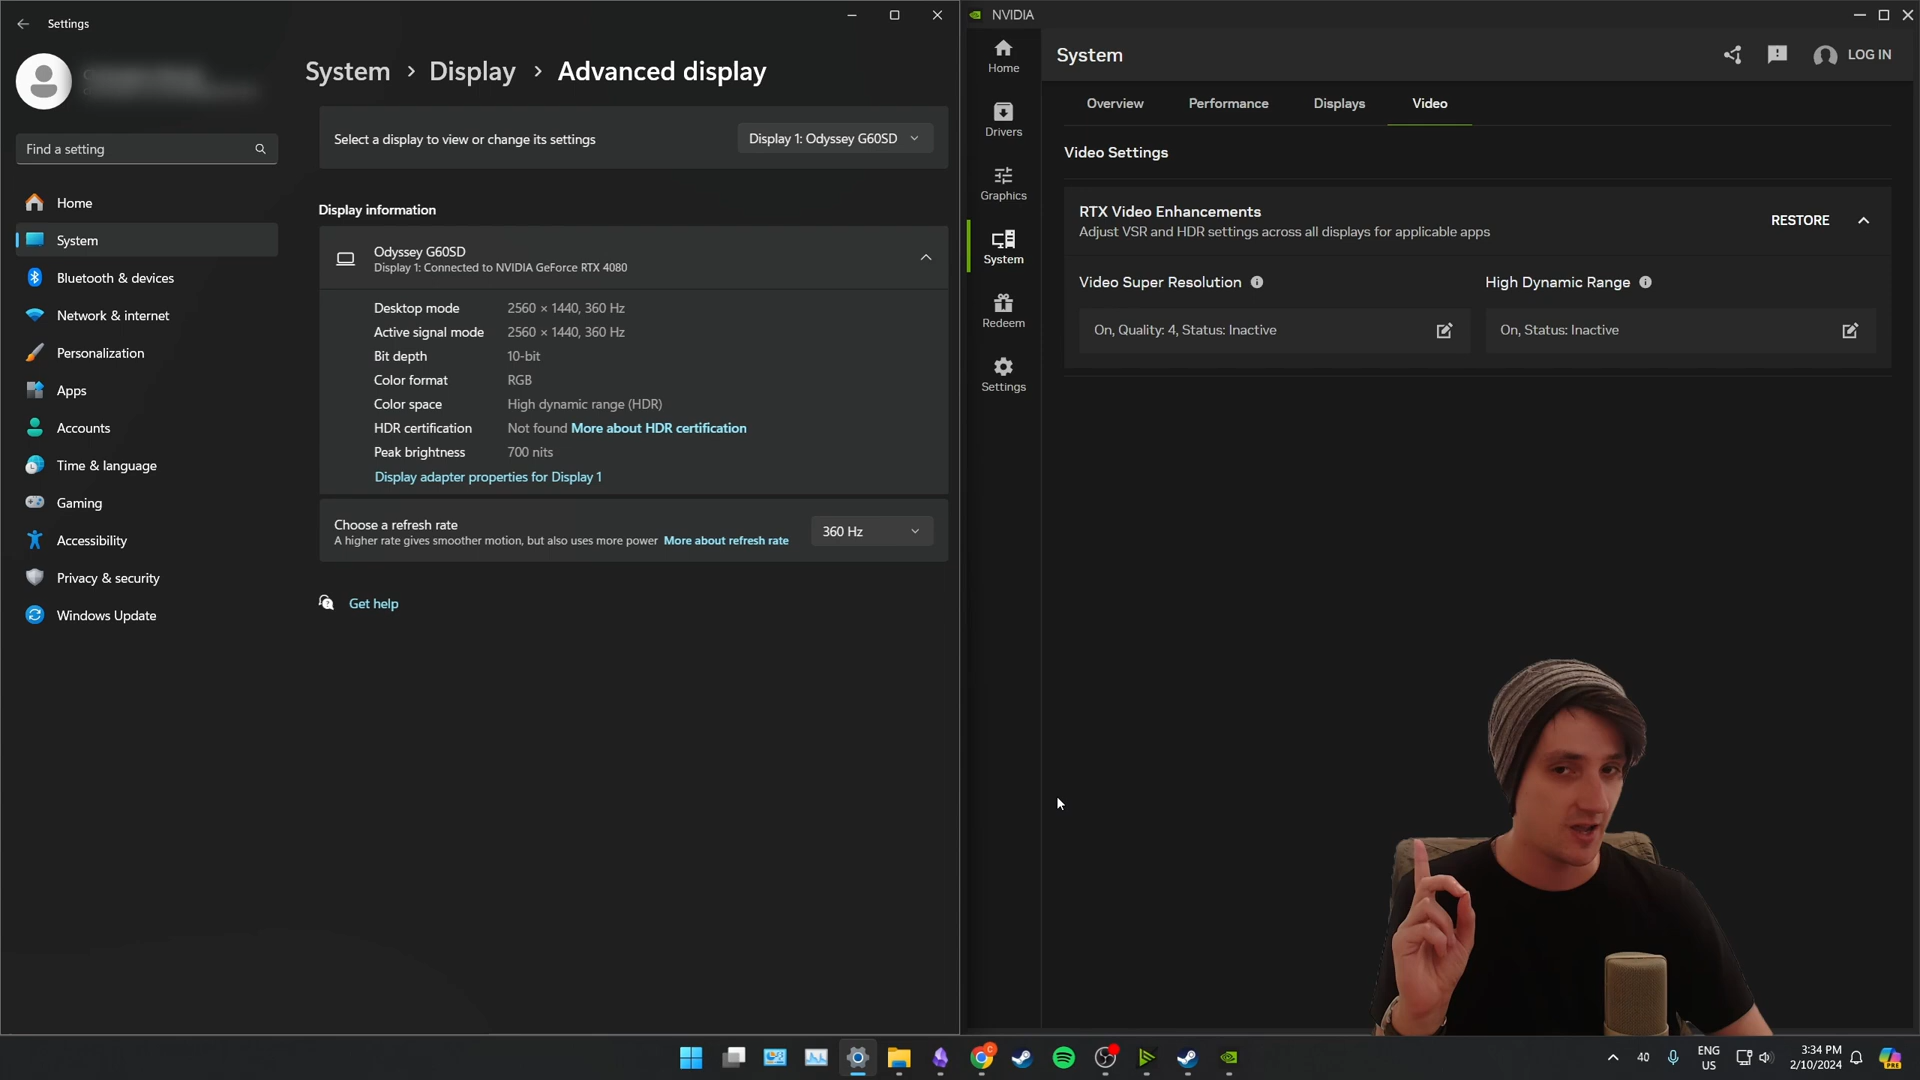 Settings
Find a setting
Home
System
Bluetooth & devices
Network & internet
Personalization
Apps
Accounts
Time & language
Gaming
Accessibility
Privacy & security
Windows Update
System > Display > Advanced display
Select a display to view or change its settings
Display 1: Odyssey G60SD
Display information
Odyssey G60SD
Display 1: Connected to NVIDIA GeForce RTX 4080
Desktop mode 2560 × 1440, 360 Hz
Active signal mode 2560 × 1440, 360 Hz
Bit depth 10-bit
Color format RGB
Color space High dynamic range (HDR)
HDR certification Not found More about HDR certification
Peak brightness 700 nits
Display adapter properties for Display 1
Choose a refresh rate
A higher rate gives smoother motion, but also uses more power More about refresh rate
360 Hz
Get help
NVIDIA
Home
Drivers
Graphics
System
Redeem
Settings
System
LOG IN
Overview Performance Displays Video
Video Settings
RTX Video Enhancements
Adjust VSR and HDR settings across all displays for applicable apps
RESTORE
Video Super Resolution
On, Quality: 4, Status: Inactive
High Dynamic Range
On, Status: Inactive
40
ENG
US
3:34 PM
2/10/2024
PRE